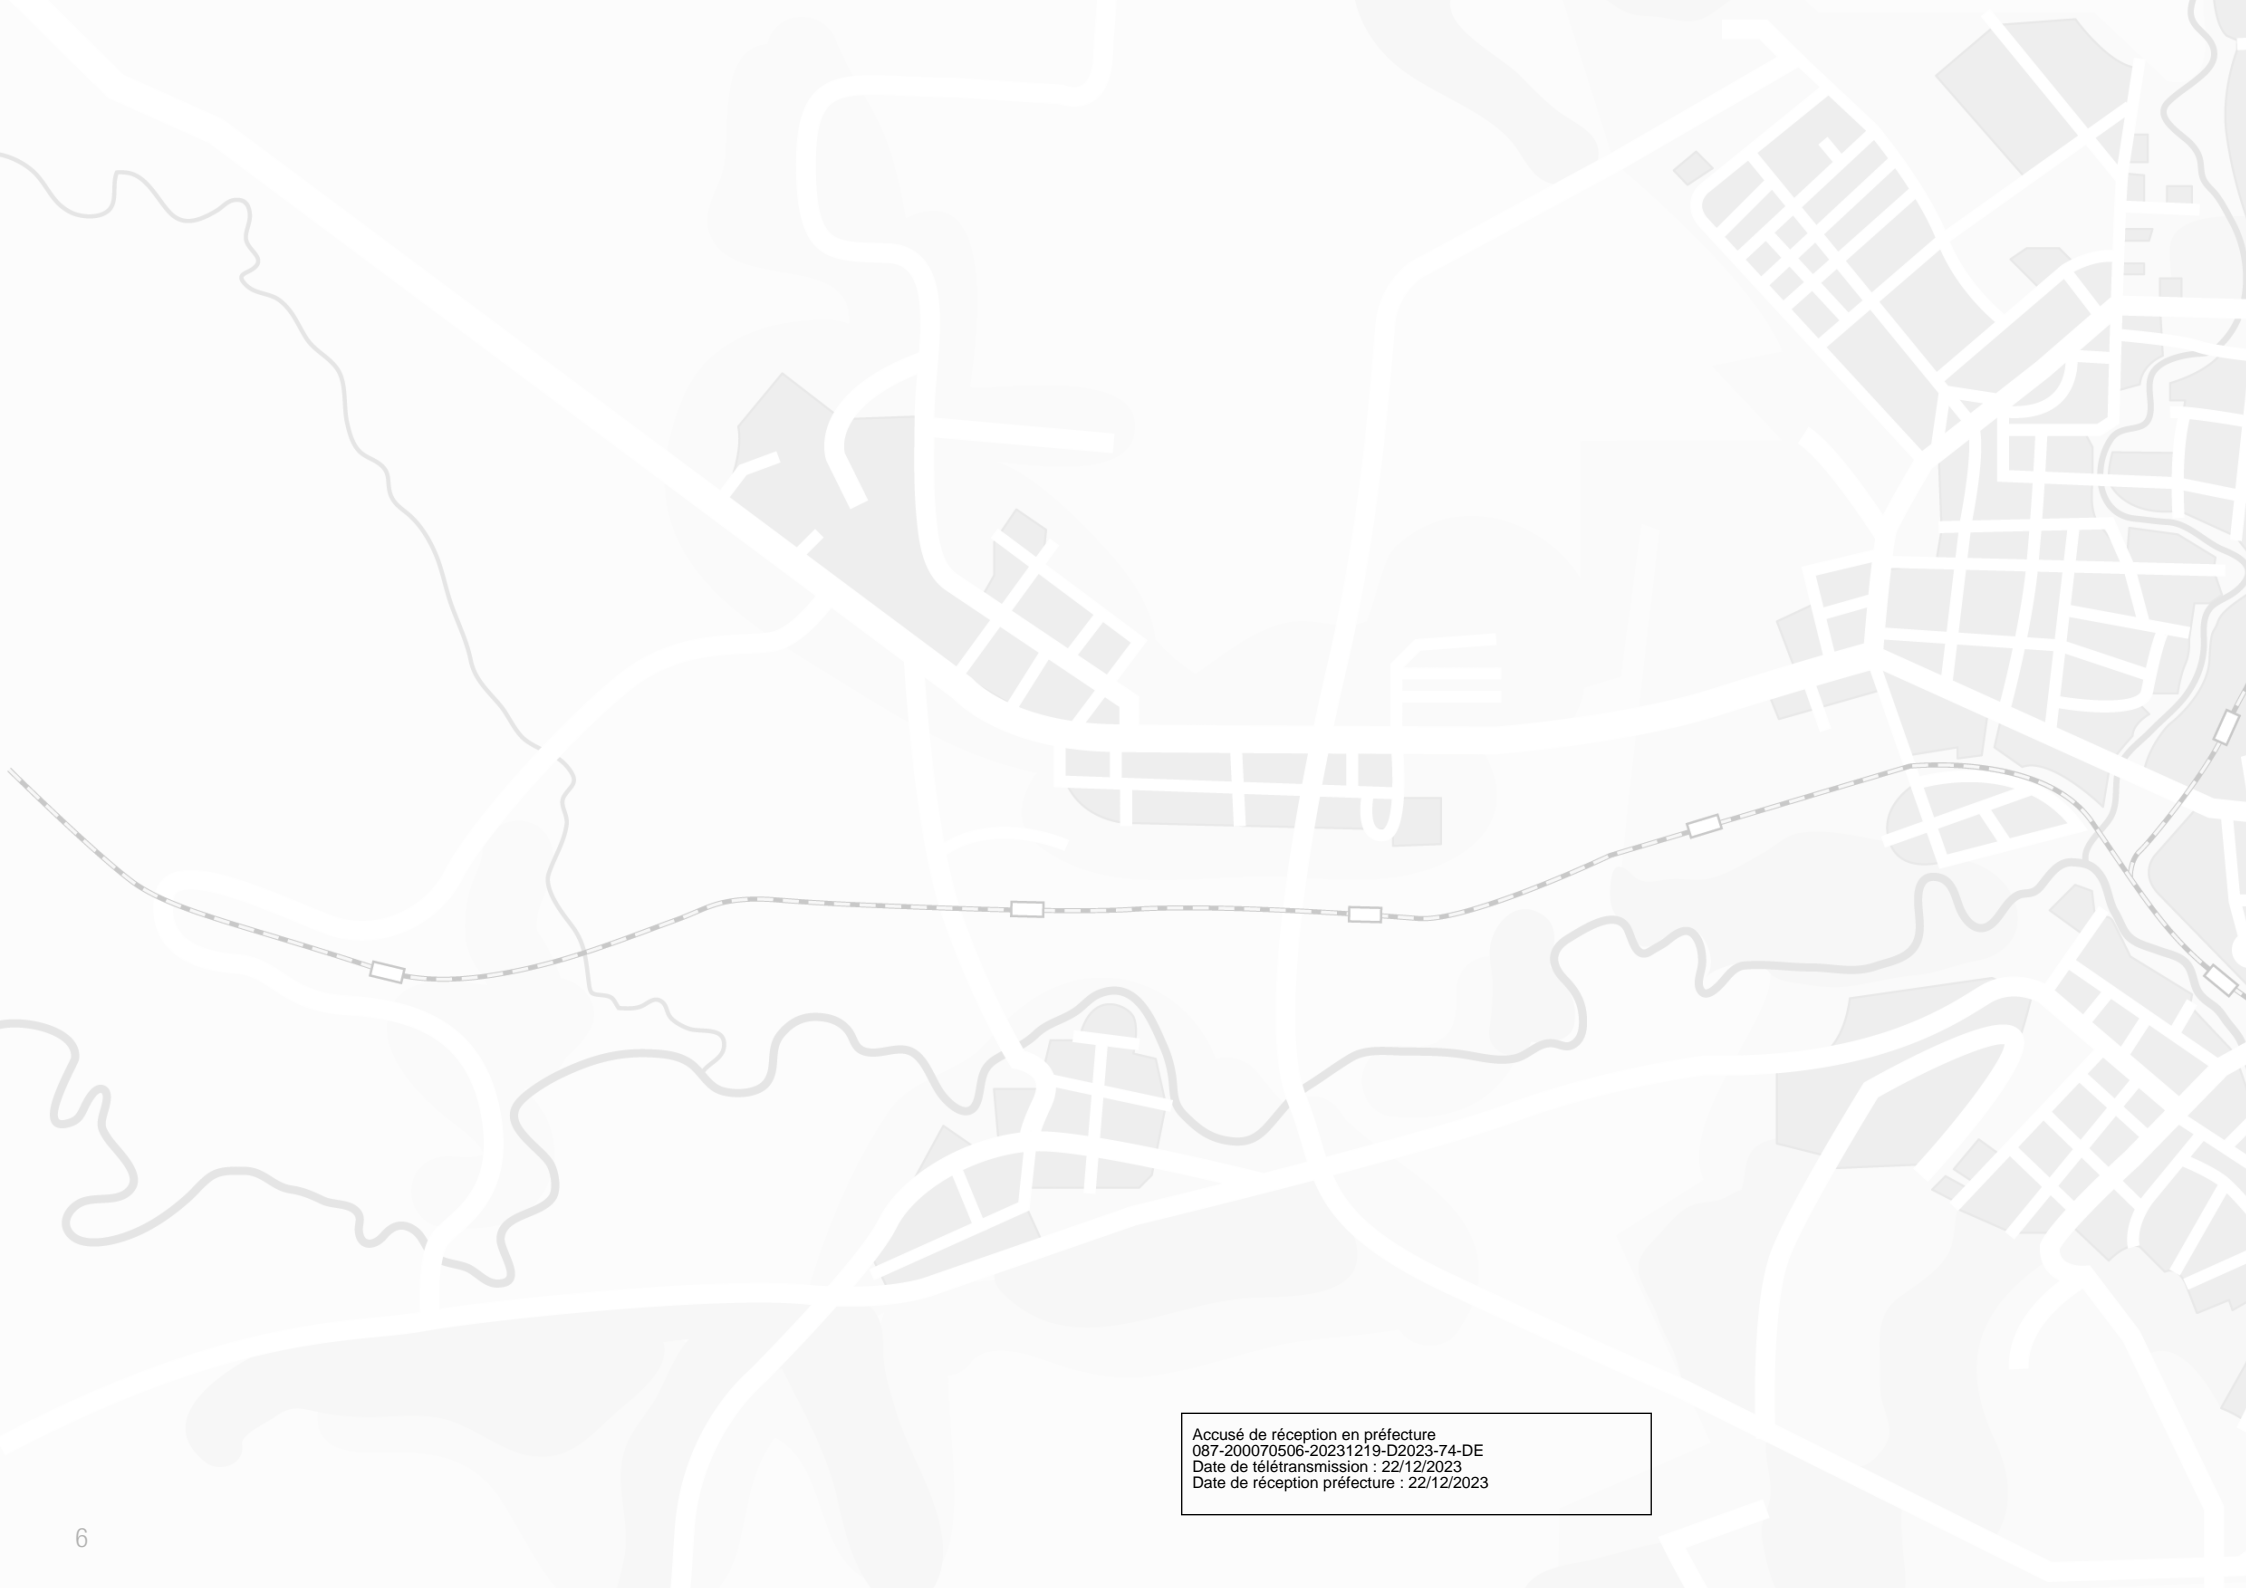 Accusé de réception en préfecture
087-200070506-20231219-D2023-74-DE
Date de télétransmission : 22/12/2023
Date de réception préfecture : 22/12/2023
6